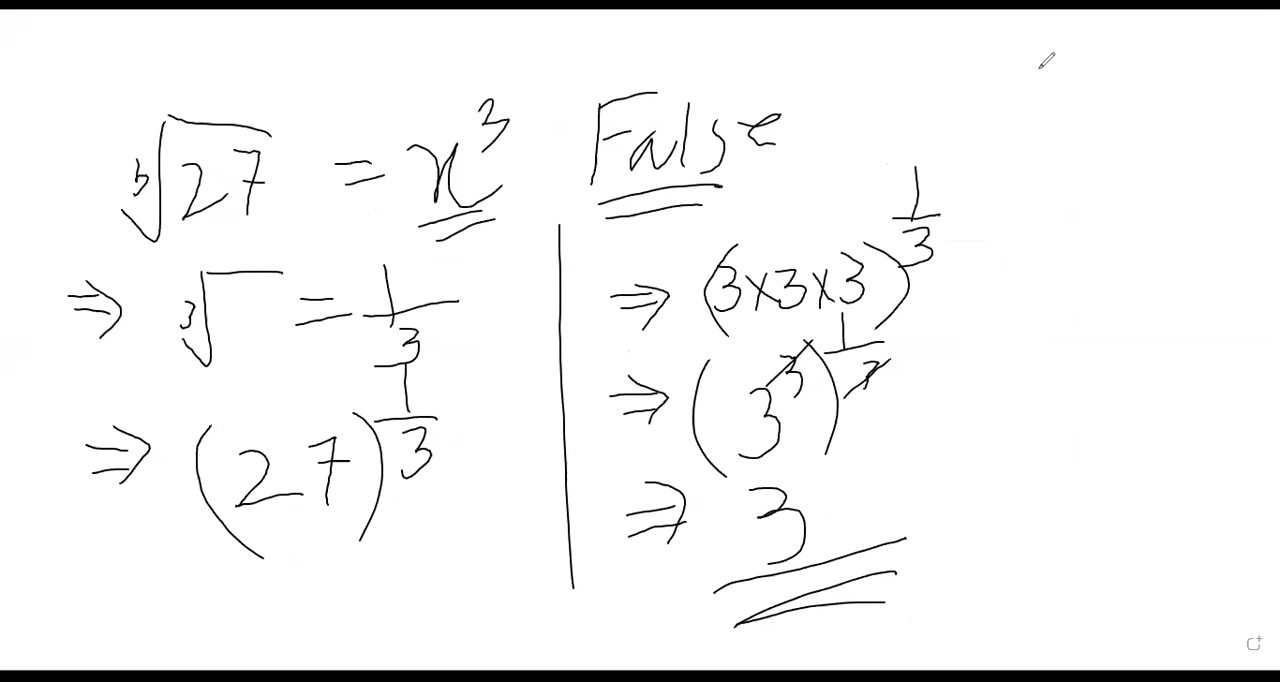 ∛27 = x³ False
⇒ ∛ = 1/3
⇒ (27)^(1/3)
⇒ (3×3×3)^(1/3)
⇒ (3³)^(1/3)
⇒ 3